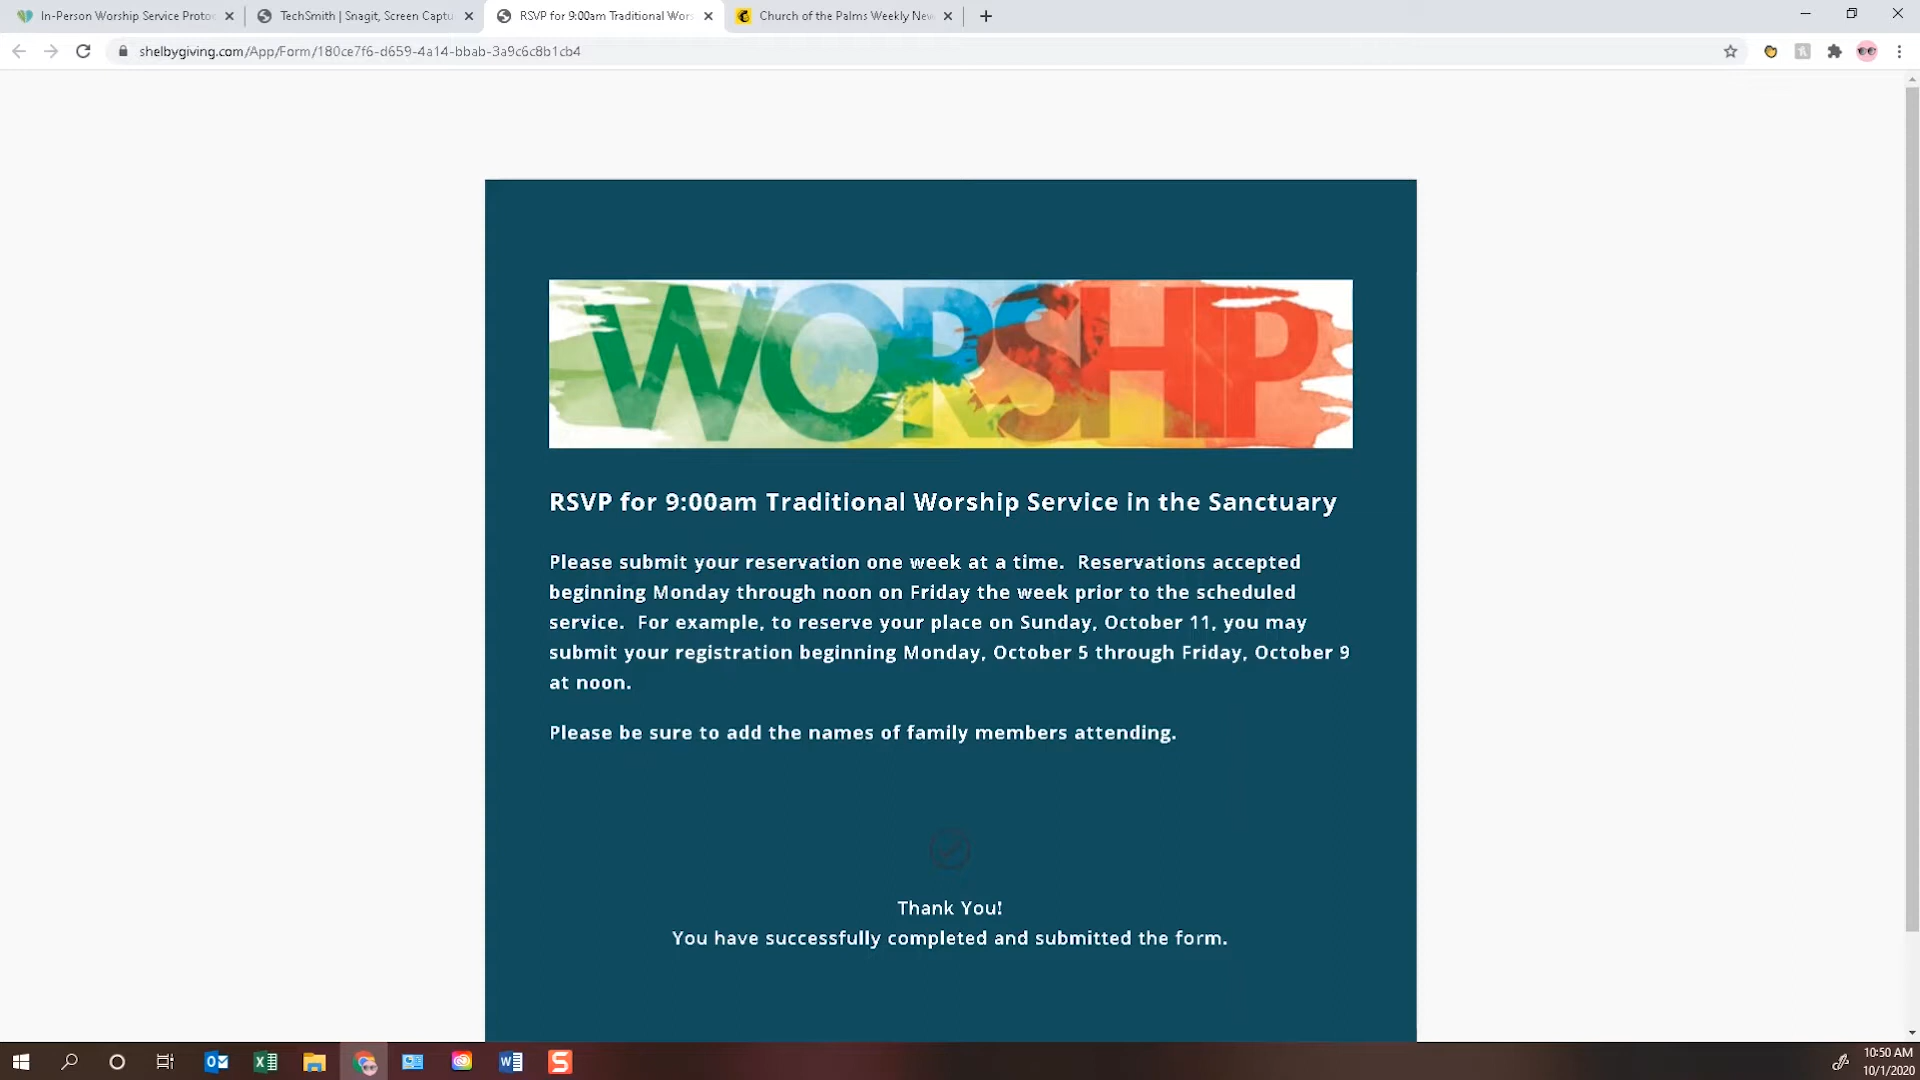 In-Person Worship Service Proto
TechSmith | Snagit, Screen Captu
RSVP for 9:00am Traditional Wors
Church of the Palms Weekly New
shelbygiving.com/App/Form/180ce7f6-d659-4a14-bbab-3a9c6c8b1cb4
WORSHIP
RSVP for 9:00am Traditional Worship Service in the Sanctuary
Please submit your reservation one week at a time. Reservations accepted
beginning Monday through noon on Friday the week prior to the scheduled
service. For example, to reserve your place on Sunday, October 11, you may
submit your registration beginning Monday, October 5 through Friday, October 9
at noon.
Please be sure to add the names of family members attending.
Thank You!
You have successfully completed and submitted the form.
10:50 AM
10/1/2020